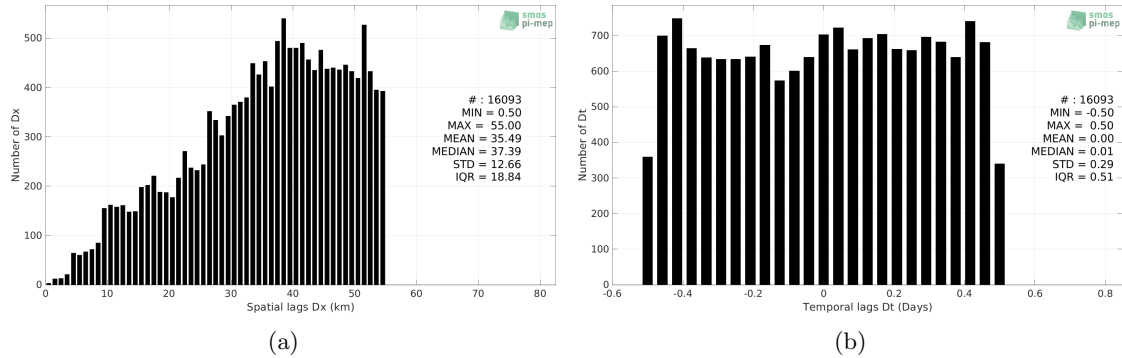 smos
pi-mep
500
400
300
200
100
0
Number of Dx
# : 16093
MIN = 0.50
MAX = 55.00
MEAN = 35.49
MEDIAN = 37.39
STD = 12.66
IQR = 18.84
0 10 20 30 40 50 60 70 80
Spatial lags Dx (km)
(a)
smos
pi-mep
700
600
500
400
300
200
100
0
Number of Dt
# : 16093
MIN = -0.50
MAX = 0.50
MEAN = 0.00
MEDIAN = 0.01
STD = 0.29
IQR = 0.51
-0.6 -0.4 -0.2 0 0.2 0.4 0.6 0.8
Temporal lags Dt (Days)
(b)